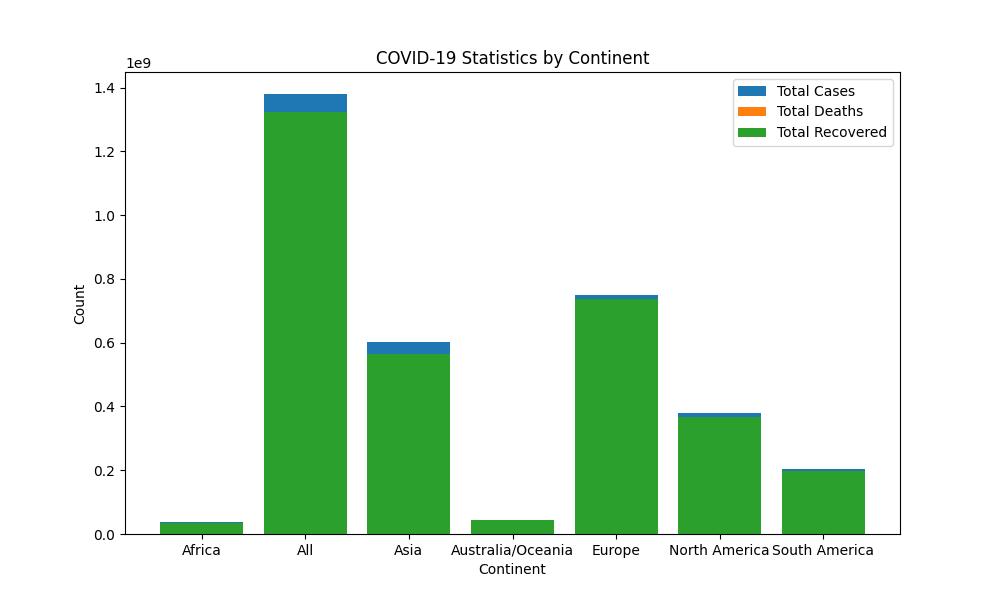 COVID-19 Statistics by Continent
1e9
Total Cases
Total Deaths
Total Recovered
1.4
1.2
1.0
0.8
0.6
0.4
0.2
0.0
Count
Africa All Asia Australia/Oceania Europe North America South America
Continent